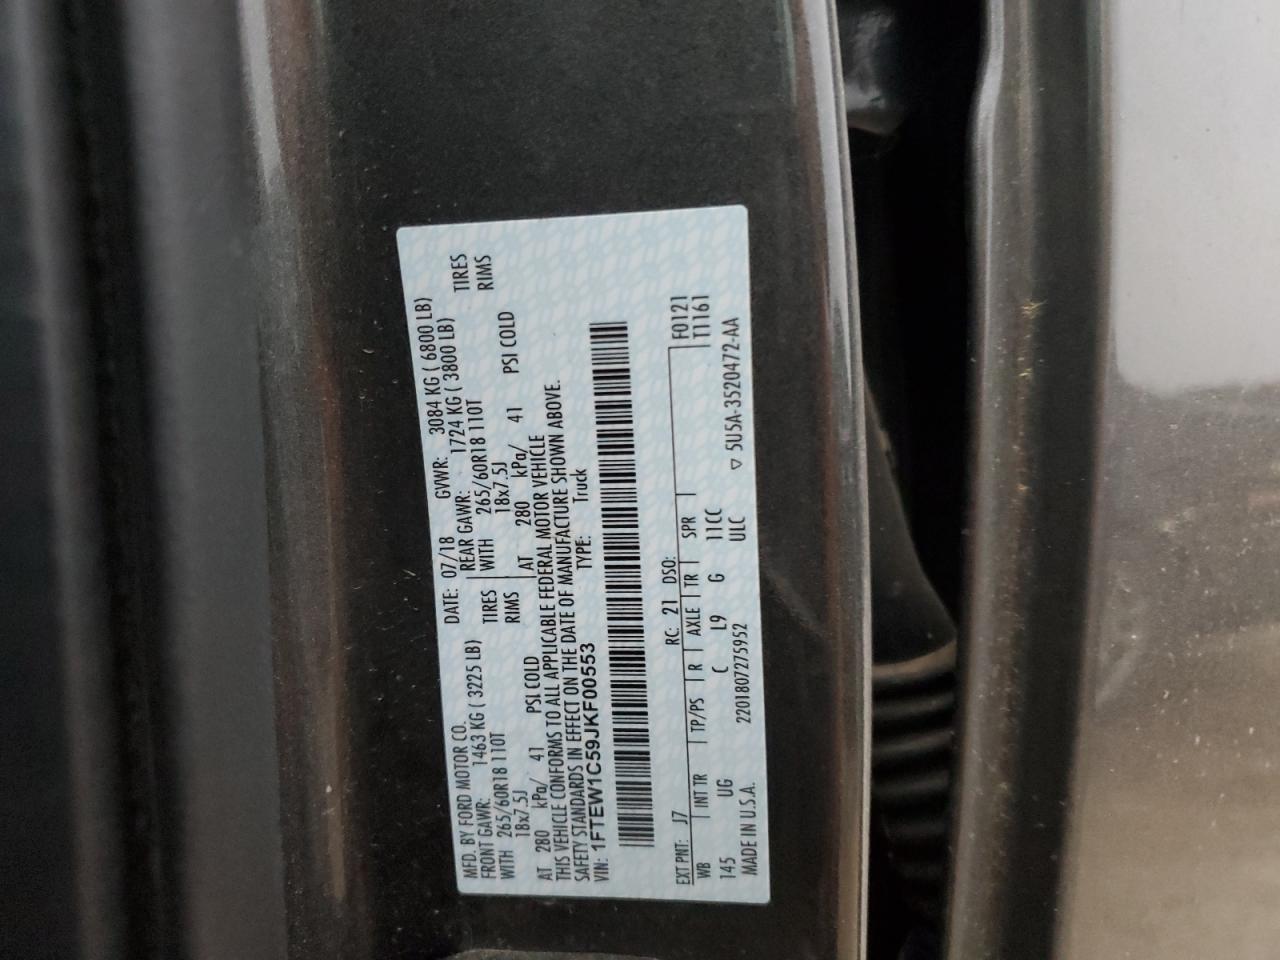 MFD. BY FORD MOTOR CO.
DATE: 07/18 GVWR: 3084 KG ( 6800 LB)
FRONT GAWR: 1463 KG ( 3225 LB) REAR GAWR: 1724 KG ( 3800 LB)
WITH 265/60R18 110T TIRES WITH 265/60R18 110T TIRES
18x7.5J RIMS 18x7.5J RIMS
AT 280 kPa/ 41 PSI COLD AT 280 kPa/ 41 PSI COLD
THIS VEHICLE CONFORMS TO ALL APPLICABLE FEDERAL MOTOR VEHICLE
SAFETY STANDARDS IN EFFECT ON THE DATE OF MANUFACTURE SHOWN ABOVE.
VIN: 1FTEW1C59JKF00553 TYPE: Truck
EXT PNT: J7 RC: 21 DSO: F0121
WB INT TR TP/PS R AXLE TR SPR T1161
145 UG C L9 G 11CC
MADE IN U.S.A. 2201807275952 ULC ▽ 5U5A-3520472-AA